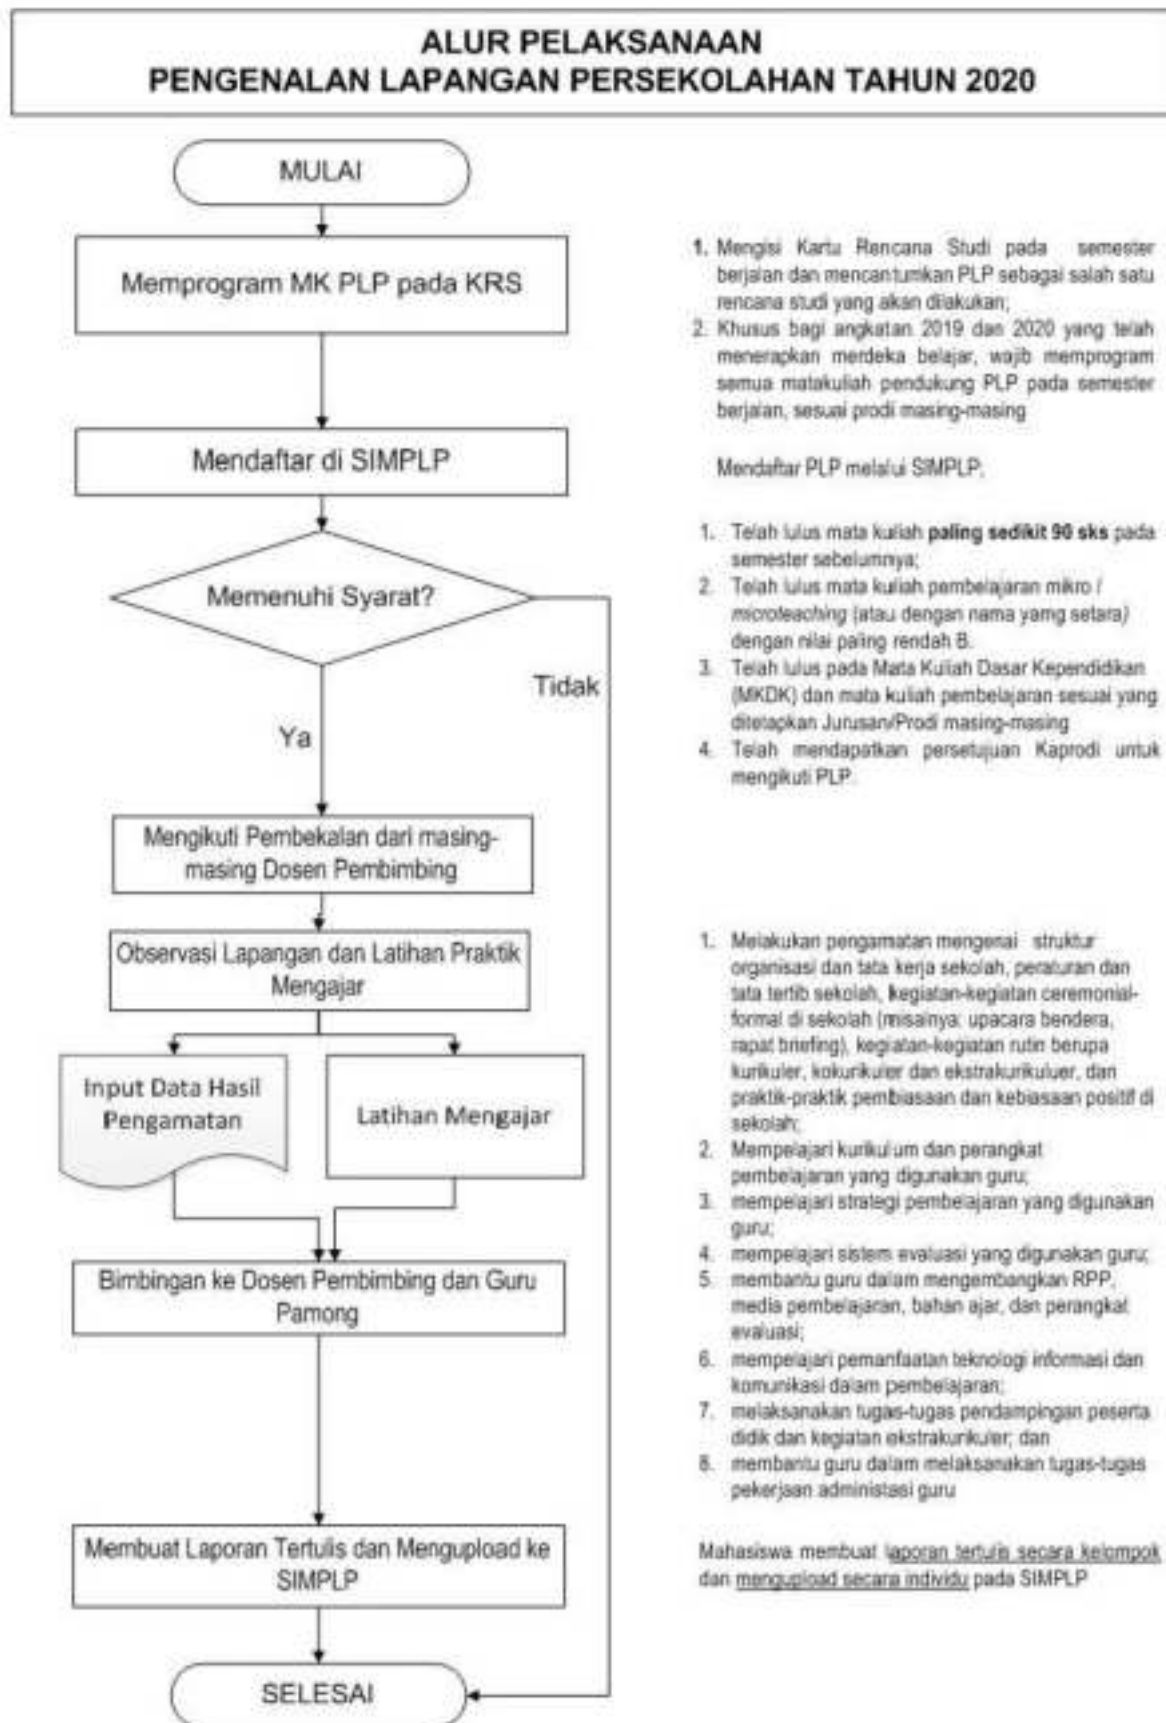 ALUR PELAKSANAAN
PENGENALAN LAPANGAN PERSEKOLAHAN TAHUN 2020
MULAI
Memprogram MK PLP pada KRS
Mendaftar di SIMPLP
Memenuhi Syarat?
Tidak
Ya
Mengikuti Pembekalan dari masing-
masing Dosen Pembimbing
Observasi Lapangan dan Latihan Praktik
Mengajar
Input Data Hasil
Pengamatan
Latihan Mengajar
Bimbingan ke Dosen Pembimbing dan Guru
Pamong
Membuat Laporan Tertulis dan Mengupload ke
SIMPLP
SELESAI
1. Mengisi Kartu Rencana Studi pada semester
berjalan dan mencantumkan PLP sebagai salah satu
rencana studi yang akan dilakukan;
2. Khusus bagi angkatan 2019 dan 2020 yang telah
menerapkan merdeka belajar, wajib memprogram
semua matakuliah pendukung PLP pada semester
berjalan, sesuai prodi masing-masing
Mendaftar PLP melalui SIMPLP;
1. Telah lulus mata kuliah paling sedikit 90 sks pada
semester sebelumnya;
2. Telah lulus mata kuliah pembelajaran mikro /
microteaching (atau dengan nama yamg setara)
dengan nilai paling rendah B.
3. Telah lulus pada Mata Kuliah Dasar Kependidikan
(MKDK) dan mata kuliah pembelajaran sesuai yang
ditetapkan Jurusan/Prodi masing-masing
4. Telah mendapatkan persetujuan Kaprodi untuk
mengikuti PLP.
1. Melakukan pengamatan mengenai struktur
organisasi dan tata kerja sekolah, peraturan dan
tata tertib sekolah, kegiatan-kegiatan ceremonial-
formal di sekolah (misalnya: upacara bendera,
rapat briefing), kegiatan-kegiatan rutin berupa
kurikuler, kokurikuler dan ekstrakurikuluer, dan
praktik-praktik pembiasaan dan kebiasaan positif di
sekolah;
2. Mempelajari kurikulum dan perangkat
pembelajaran yang digunakan guru;
3. mempelajari strategi pembelajaran yang digunakan
guru;
4. mempelajari sistem evaluasi yang digunakan guru;
5. membantu guru dalam mengembangkan RPP,
media pembelajaran, bahan ajar, dan perangkat
evaluasi;
6. mempelajari pemanfaatan teknologi informasi dan
komunikasi dalam pembelajaran;
7. melaksanakan tugas-tugas pendampingan peserta
didik dan kegiatan ekstrakurikuler; dan
8. membantu guru dalam melaksanakan tugas-tugas
pekerjaan administasi guru
Mahasiswa membuat laporan tertulis secara kelompok
dan mengupload secara individu pada SIMPLP